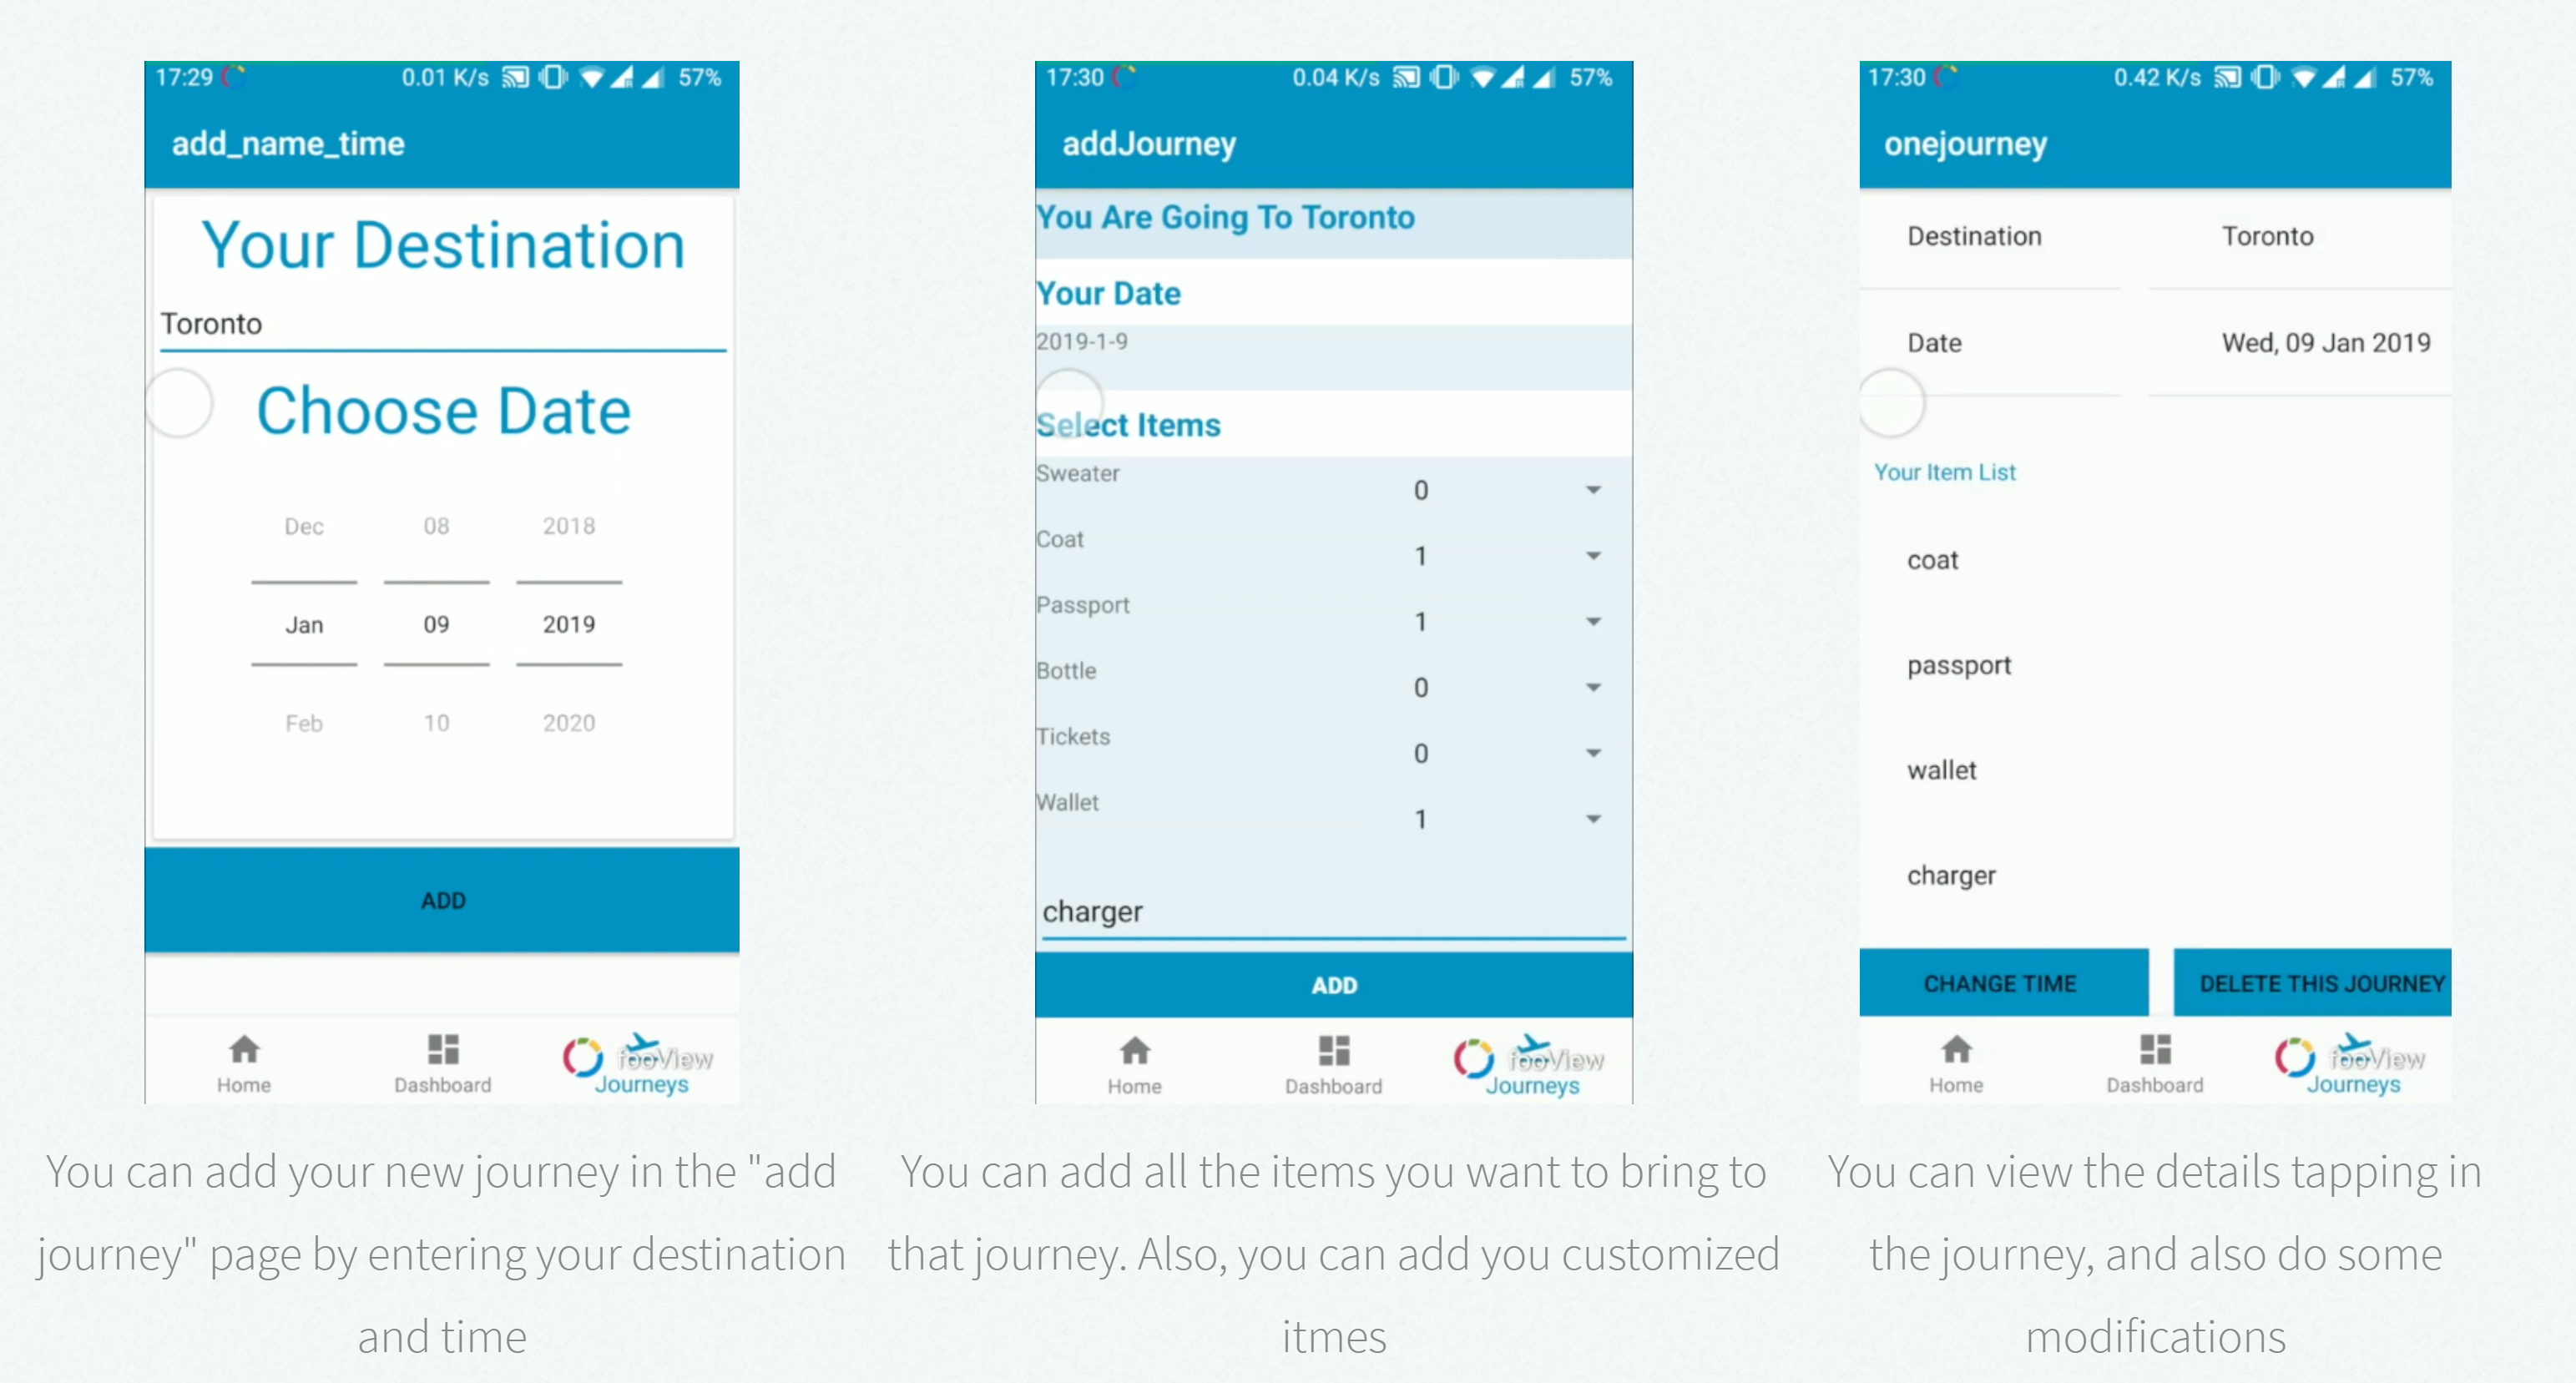 17:29 0.01 K/s 57%
add_name_time
Your Destination
Toronto
Choose Date
Dec 08 2018
Jan 09 2019
Feb 10 2020
ADD
fooView
Home Dashboard Journeys
You can add your new journey in the "add
journey" page by entering your destination
and time
17:30 0.04 K/s 57%
addJourney
You Are Going To Toronto
Your Date
2019-1-9
Select Items
Sweater 0
Coat 1
Passport 1
Bottle 0
Tickets 0
Wallet 1
charger
ADD
fooView
Home Dashboard Journeys
You can add all the items you want to bring to
that journey. Also, you can add you customized
itmes
17:30 0.42 K/s 57%
onejourney
Destination Toronto
Date Wed, 09 Jan 2019
Your Item List
coat
passport
wallet
charger
CHANGE TIME DELETE THIS JOURNEY
fooView
Home Dashboard Journeys
You can view the details tapping in
the journey, and also do some
modifications